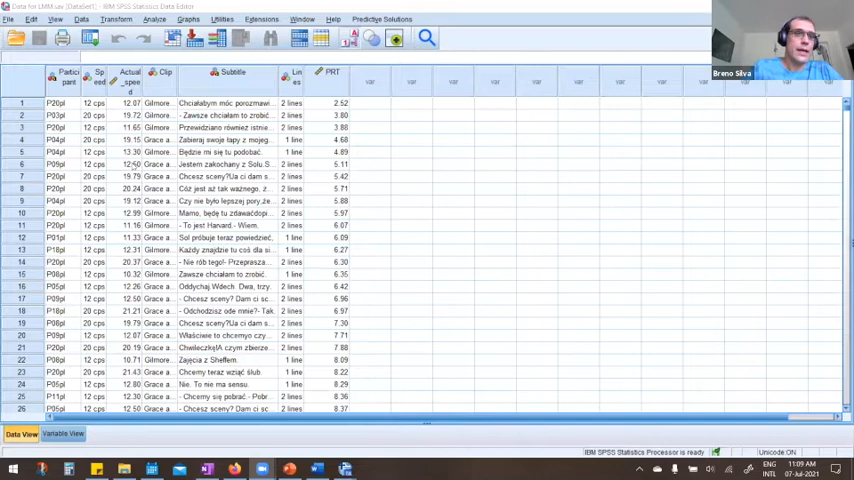 Data for LMM.sav [DataSet1] - IBM SPSS Statistics Data Editor
File Edit View Data Transform Analyze Graphs Utilities Extensions Window Help Predictive Solutions
Breno Silva
Partici pant Sp eed Actual _spee d Clip Subtitle Lin es PRT var var var var var var var var var var var var
1 P20pl 12 cps 12.07 Gilmore... Chciałabym móc porozmawi... 2 lines 2.52
2 P03pl 20 cps 19.72 Gilmore... - Zawsze chciałam to zrobić... 2 lines 3.80
3 P20pl 12 cps 11.65 Gilmore... Przewidziano również istnie... 2 lines 3.88
4 P04pl 20 cps 19.15 Gilmore... Zabieraj swoje łapy z mojeg... 1 line 4.68
5 P04pl 12 cps 13.30 Gilmore... Będzie mi się tu podobać. 1 line 4.89
6 P09pl 12 cps 12.50 Grace a... Jestem zakochany z Solu.S... 2 lines 5.11
7 P20pl 20 cps 19.79 Grace a... Chcesz sceny?Ua ci dam s... 2 lines 5.42
8 P20pl 20 cps 20.24 Grace a... Cóż jest aż tak ważnego, z... 2 lines 5.71
9 P04pl 20 cps 19.12 Grace a... Czy nie było lepszej pory,że... 2 lines 5.88
10 P20pl 12 cps 12.99 Gilmore... Mamo, będę tu zdawaćdopi... 2 lines 5.97
11 P20pl 12 cps 11.16 Gilmore... - To jest Harvard.- Wiem. 2 lines 6.07
12 P01pl 12 cps 11.33 Grace a... Sol próbuje teraz powiedzieć, 1 line 6.09
13 P18pl 12 cps 12.31 Gilmore... Każdy znajdzie tu coś dla si... 1 line 6.27
14 P20pl 20 cps 20.37 Grace a... - Nie rób tego!- Przeprasza... 2 lines 6.30
15 P08pl 12 cps 10.32 Gilmore... Zawsze chciałam to zrobić. 1 line 6.35
16 P05pl 12 cps 12.26 Grace a... Oddychaj.Wdech. Dwa, trzy. 2 lines 6.42
17 P09pl 12 cps 12.50 Grace a... - Chcesz sceny? Dam ci sc... 2 lines 6.96
18 P18pl 20 cps 21.21 Grace a... - Odchodzisz ode mnie?- Tak. 2 lines 6.97
19 P08pl 20 cps 19.79 Grace a... Chcesz sceny?Ua ci dam s... 2 lines 7.30
20 P09pl 12 cps 12.07 Grace a... Właściwie to chcemyo czy... 2 lines 7.71
21 P20pl 20 cps 20.19 Grace a... ChwileczkęIA czym zbierze... 2 lines 7.88
22 P08pl 12 cps 10.71 Gilmore... Zajęcia z Sheffem. 1 line 8.09
23 P20pl 20 cps 21.43 Grace a... Chcemy teraz wziąć ślub. 1 line 8.22
24 P05pl 12 cps 12.80 Grace a... Nie. To nie ma sensu. 1 line 8.29
25 P11pl 12 cps 12.30 Grace a... - Chcemy się pobrać.- Pobr... 2 lines 8.36
26 P05pl 12 cps 12.50 Grace a... - Chcesz sceny? Dam ci sc... 2 lines 8.37
Data View Variable View
IBM SPSS Statistics Processor is ready Unicode:ON
ENG 11:09 AM
INTL 07-Jul-2021